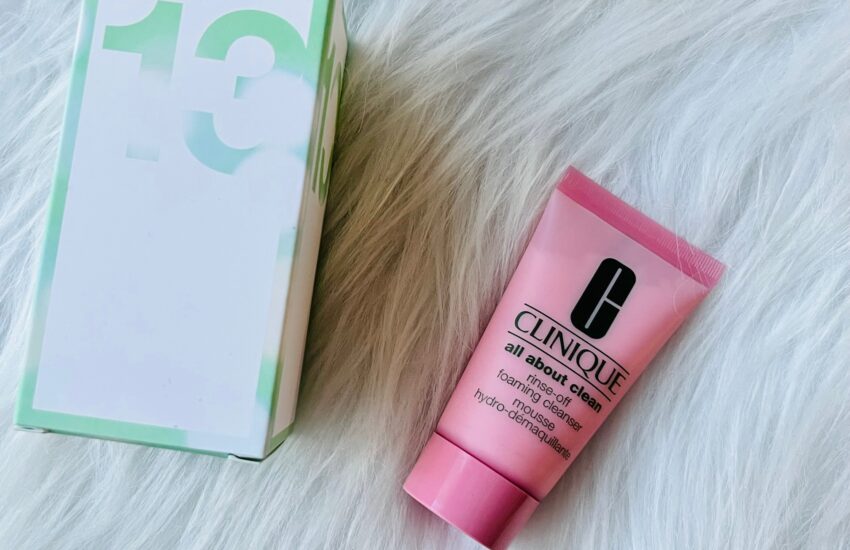 13
CLINIQUE
all about clean
rinse-off
foaming cleanser
mousse
hydro-démaquillante